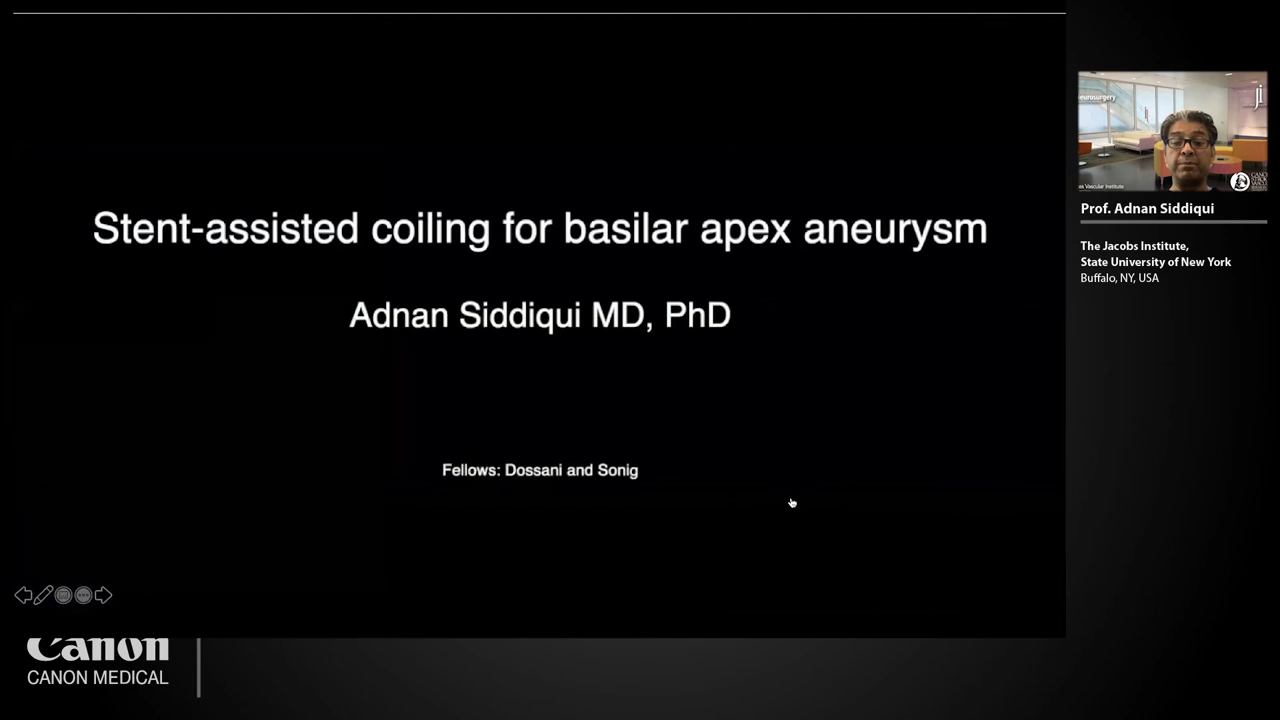 Stent-assisted coiling for basilar apex aneurysm
Adnan Siddiqui MD, PhD
Fellows: Dossani and Sonig
Canon
CANON MEDICAL
ji
Prof. Adnan Siddiqui
The Jacobs Institute,
State University of New York
Buffalo, NY, USA